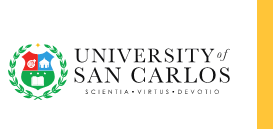 UNIVERSITY of
SAN CARLOS
SCIENTIA • VIRTUS • DEVOTIO